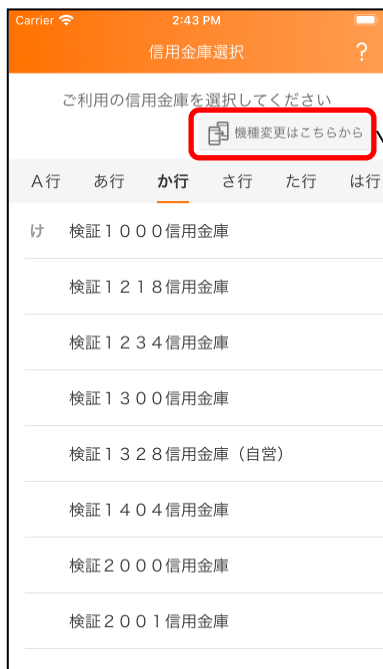 Carrier 2:43 PM
信用金庫選択 ?
ご利用の信用金庫を選択してください
機種変更はこちらから
A行 あ行 か行 さ行 た行 は行
け 検証1000信用金庫
検証1218信用金庫
検証1234信用金庫
検証1300信用金庫
検証1328信用金庫（自営）
検証1404信用金庫
検証2000信用金庫
検証2001信用金庫